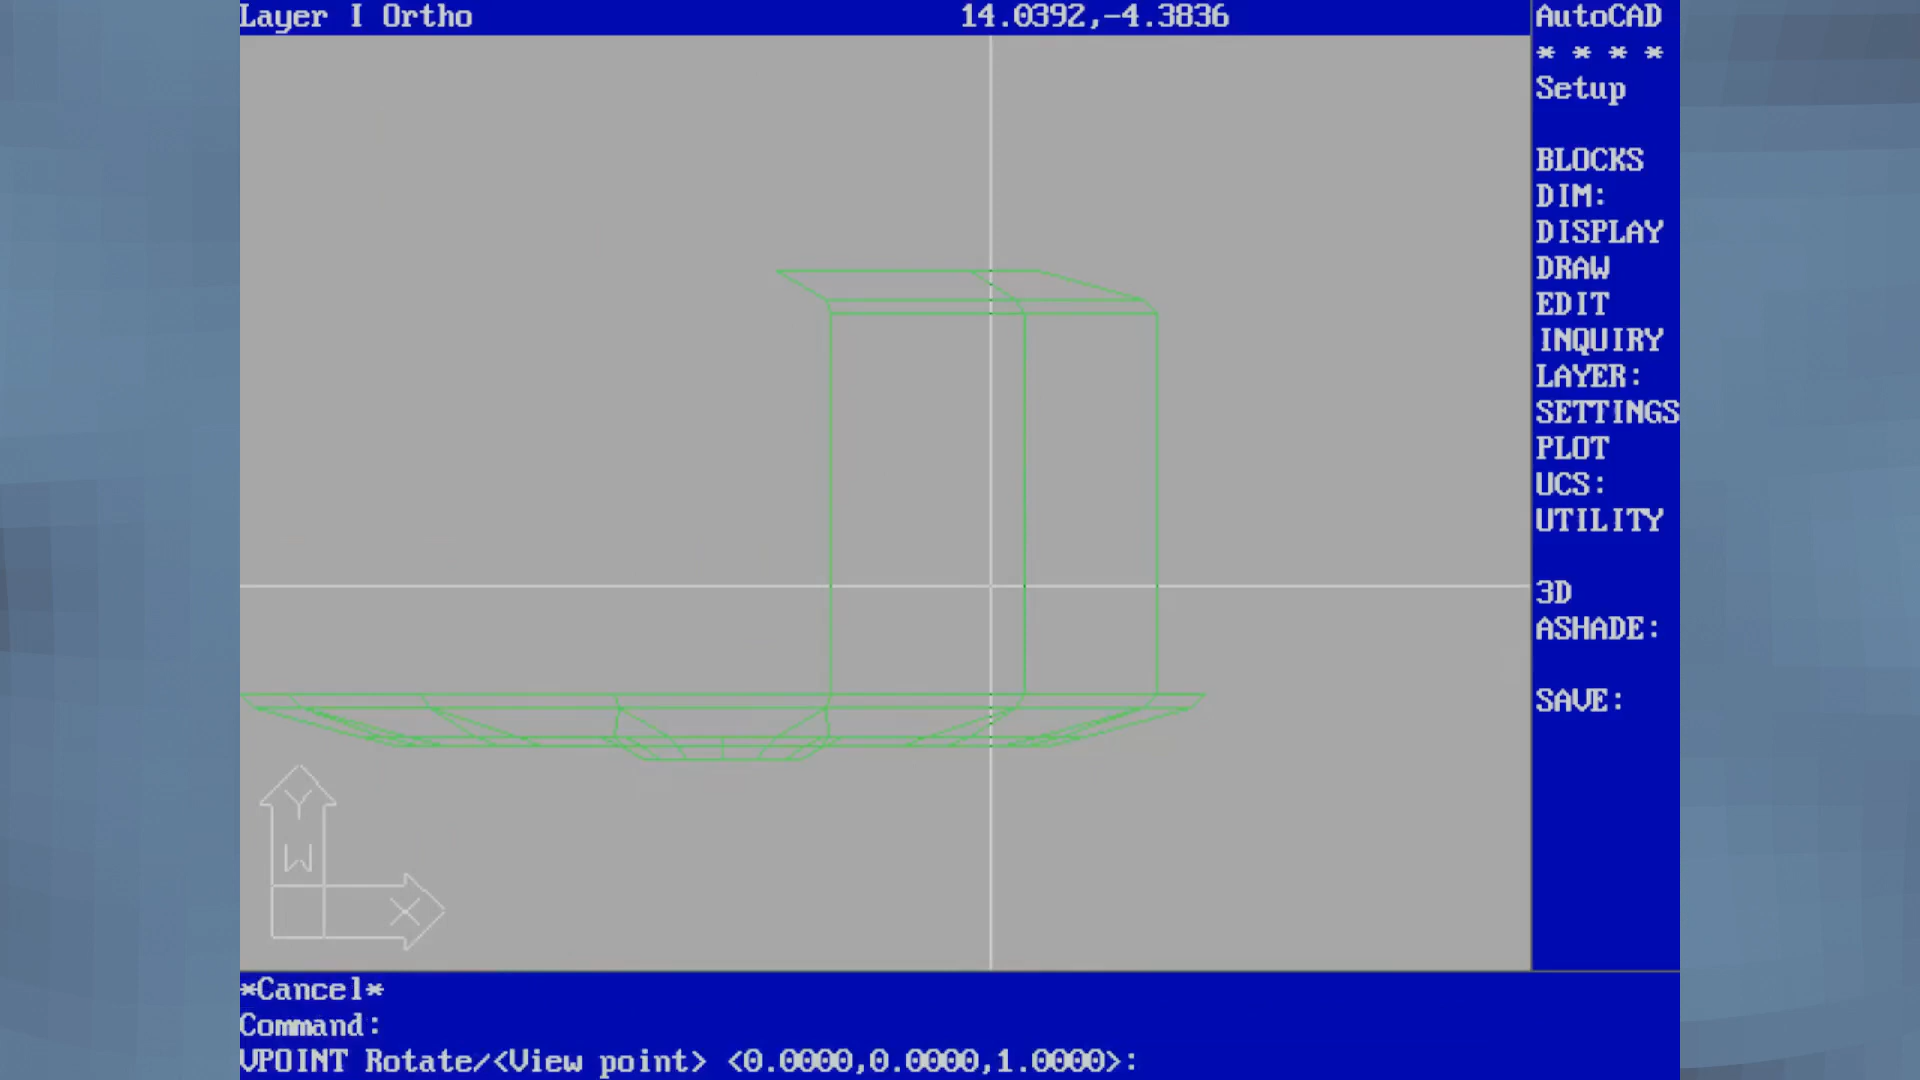 Layer I Ortho 14.0392,-4.3836
AutoCAD
* * * *
Setup
BLOCKS
DIM:
DISPLAY
DRAW
EDIT
INQUIRY
LAYER:
SETTINGS
PLOT
UCS:
UTILITY
3D
ASHADE:
SAVE:
Y
W
X
*Cancel*
Command:
VPOINT Rotate/<View point> <0.0000,0.0000,1.0000>: